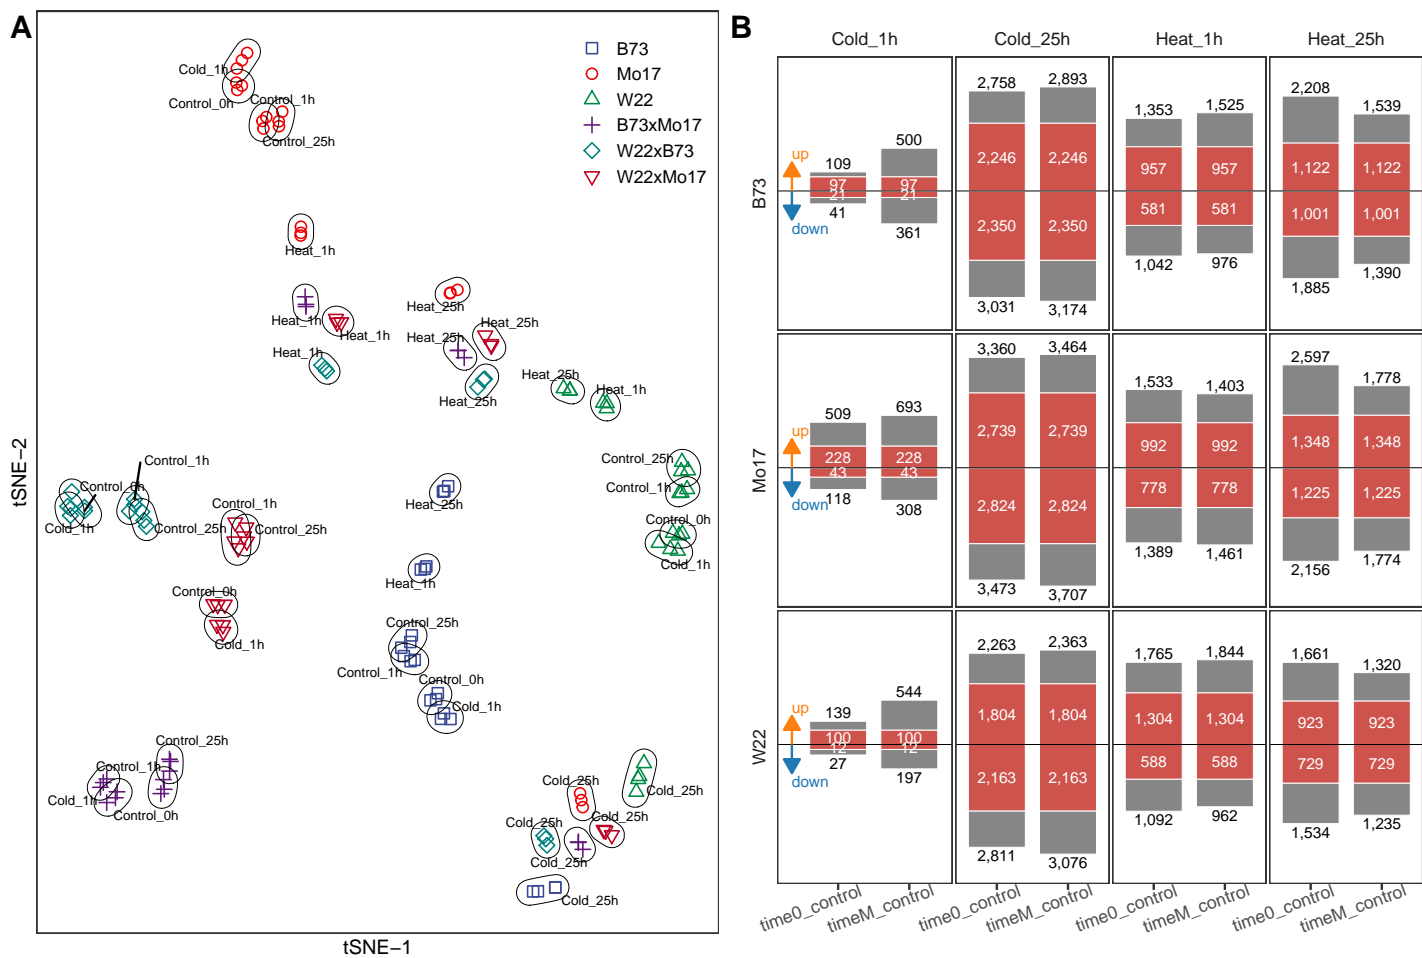 A
B73
Mo17
W22
B73xMo17
W22xB73
W22xMo17
Cold_1h
Control_0h
Control_1h
Control_25h
Heat_1h
Heat_25h
Heat_1h
Heat_1h
Heat_25h
Heat_25h
Heat_1h
Heat_25h
Heat_25h
Heat_1h
Control_1h
Control_25h
Control_0h
Control_1h
Cold_1h
Control_25h
Control_1h
Control_25h
Heat_25h
Control_0h
Cold_1h
Heat_1h
Control_0h
Cold_1h
Control_25h
Control_1h
Control_0h
Cold_1h
Control_25h
Control_1h
Cold_1h
Control_0h
Cold_25h
Cold_25h
Cold_25h
Cold_25h
Cold_25h
Cold_25h
tSNE-2
tSNE-1
B
Cold_1h Cold_25h Heat_1h Heat_25h
B73
up
down
109 500 2,758 2,893 1,353 1,525 2,208 1,539
97 97 2,246 2,246 957 957 1,122 1,122
21 21 2,350 2,350 581 581 1,001 1,001
41 361 3,031 3,174 1,042 976 1,885 1,390
Mo17
up
down
509 693 3,360 3,464 1,533 1,403 2,597 1,778
228 228 2,739 2,739 992 992 1,348 1,348
43 43 2,824 2,824 778 778 1,225 1,225
118 308 3,473 3,707 1,389 1,461 2,156 1,774
W22
up
down
139 544 2,263 2,363 1,765 1,844 1,661 1,320
100 100 1,804 1,804 1,304 1,304 923 923
12 12 2,163 2,163 588 588 729 729
27 197 2,811 3,076 1,092 962 1,534 1,235
time0_control timeM_control time0_control timeM_control time0_control timeM_control time0_control timeM_control